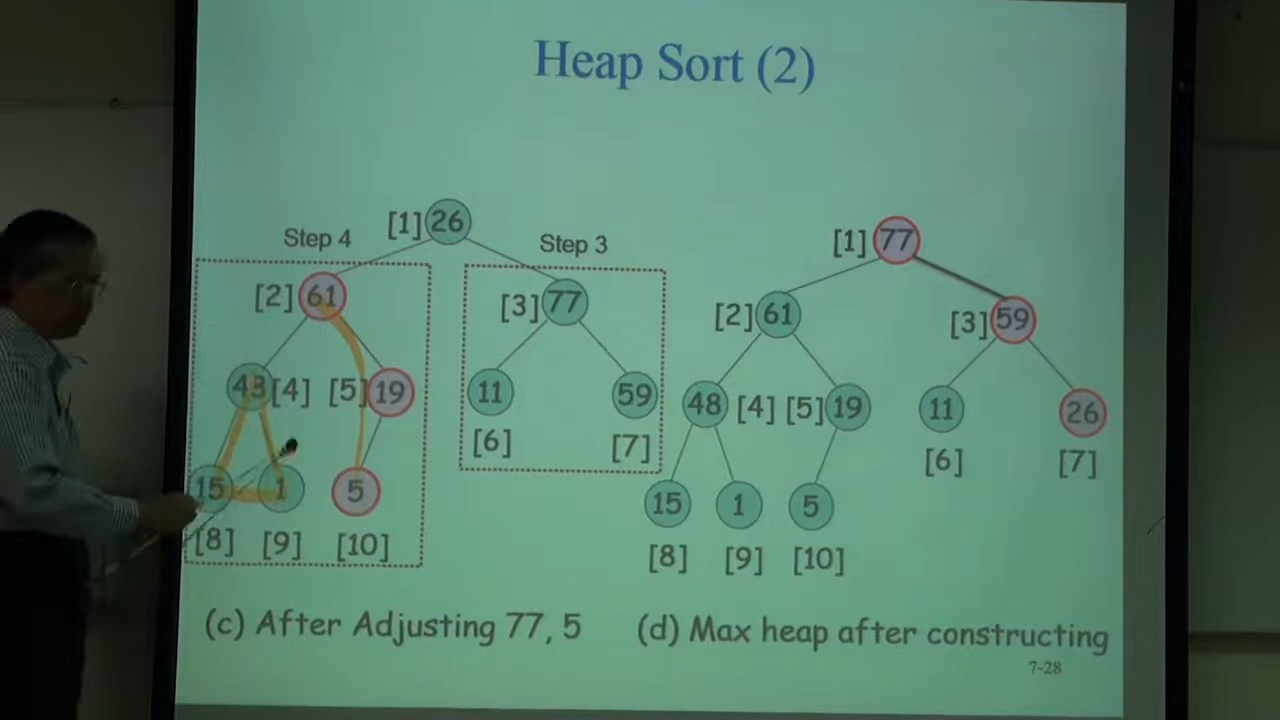 Heap Sort (2)
Step 4
[1] 26
Step 3
[2] 61
[3] 77
48 [4] [5] 19
11
59
[6]
[7]
15
1
5
[8] [9] [10]
[1] 77
[2] 61
[3] 59
48 [4] [5] 19
11
26
[6]
[7]
15
1
5
[8] [9] [10]
(c) After Adjusting 77, 5
(d) Max heap after constructing
7-28